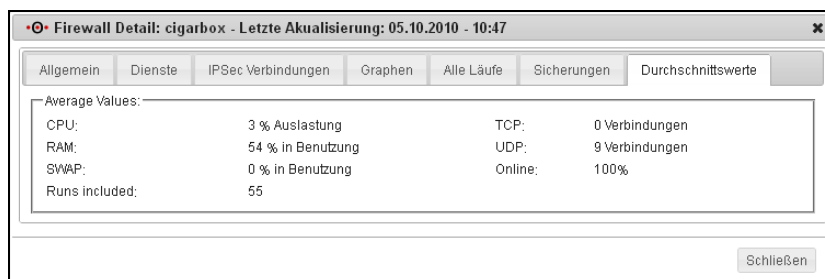 Firewall Detail: cigarbox - Letzte Akualisierung: 05.10.2010 - 10:47
Allgemein Dienste IPSec Verbindungen Graphen Alle Läufe Sicherungen Durchschnittswerte
Average Values:
CPU: 3 % Auslastung TCP: 0 Verbindungen
RAM: 54 % in Benutzung UDP: 9 Verbindungen
SWAP: 0 % in Benutzung Online: 100%
Runs included: 55
Schließen